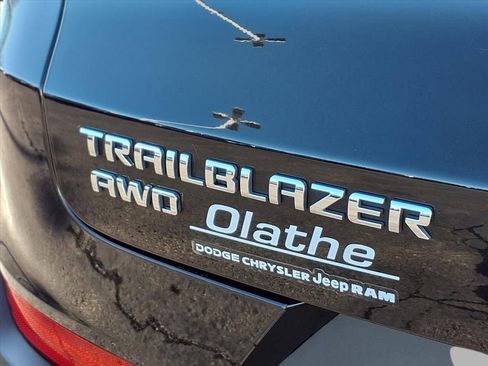 TRAILBLAZER
AWD
Olathe
DODGE CHRYSLER Jeep RAM